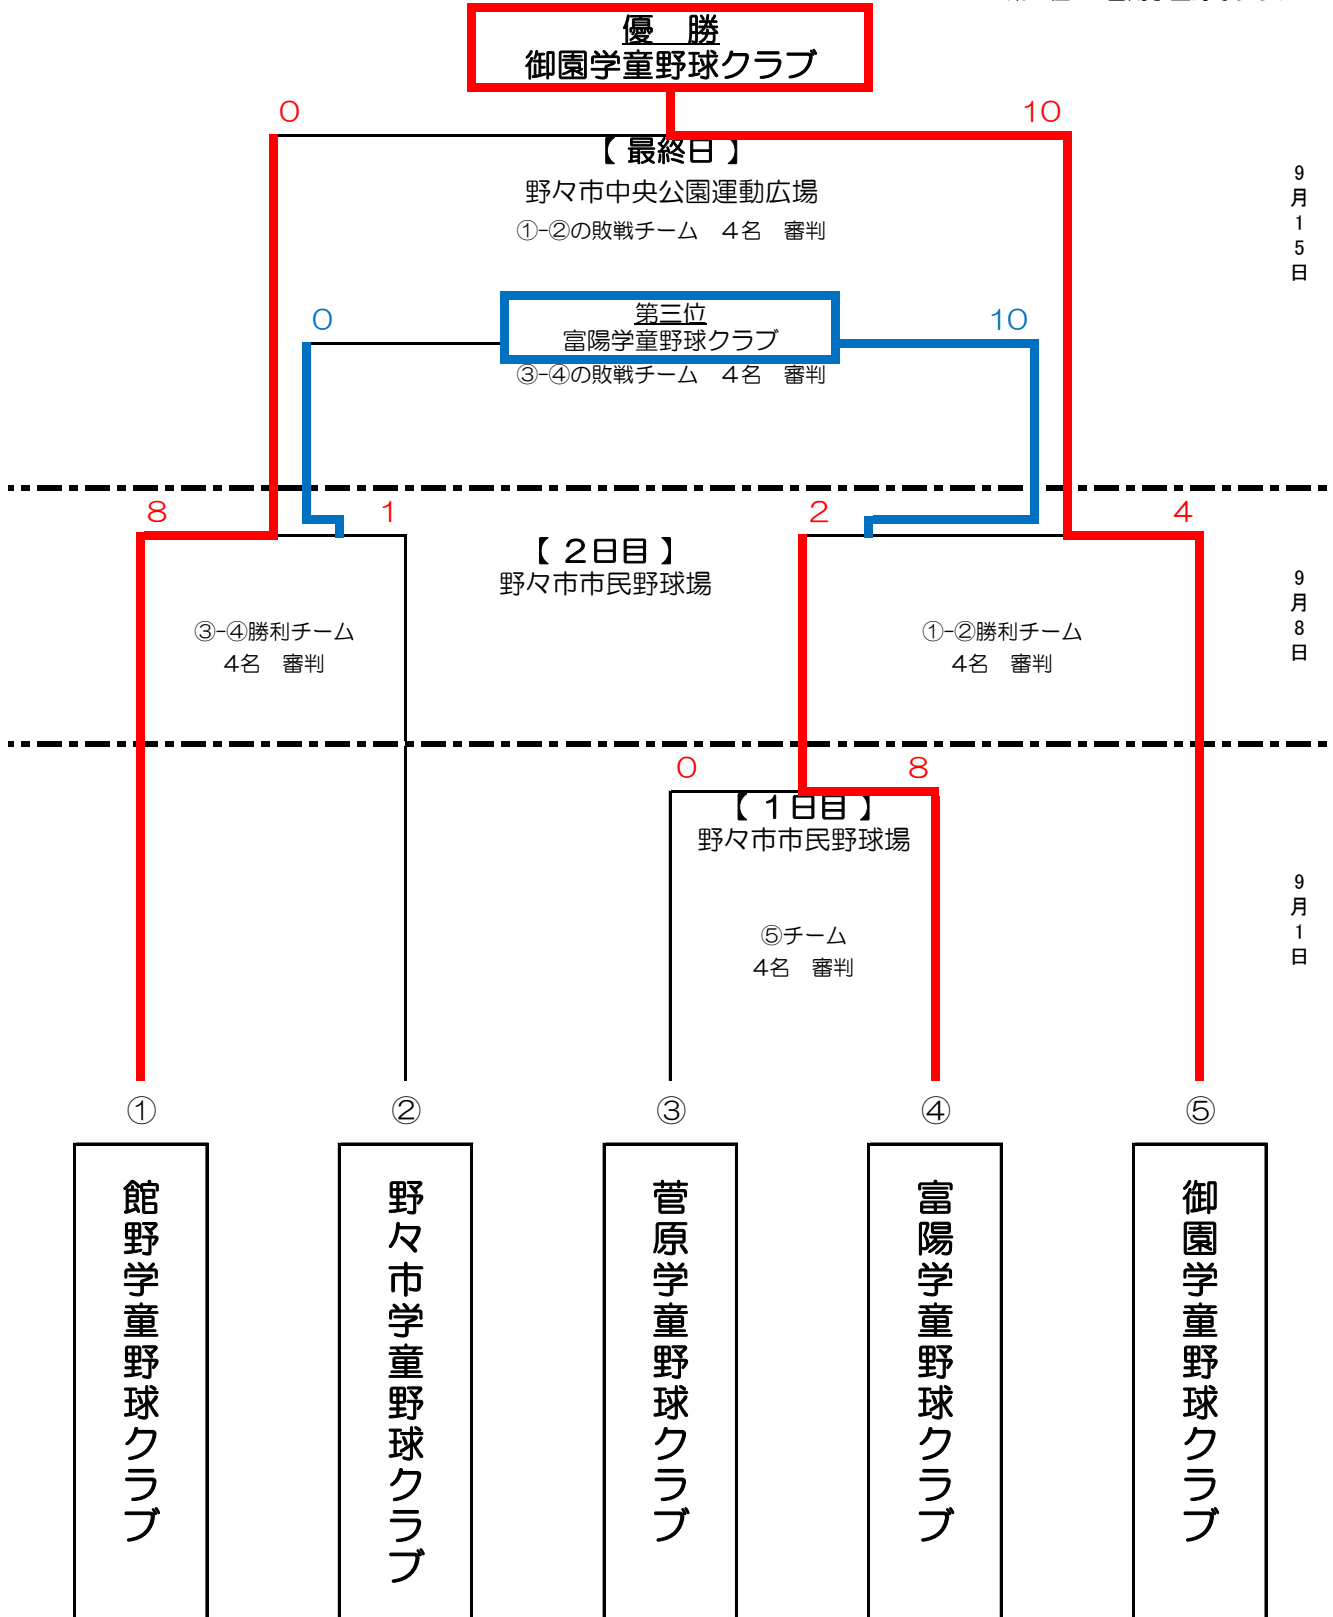 優　勝
御園学童野球クラブ
0
10
【 最終日 】
野々市中央公園運動広場
①-②の敗戦チーム　4名　審判
9月15日
0
第三位
富陽学童野球クラブ
10
③-④の敗戦チーム　4名　審判
8
1
2
4
【 2日目 】
野々市市民野球場
9月8日
③-④勝利チーム
4名　審判
①-②勝利チーム
4名　審判
0
8
【 1日目 】
野々市市民野球場
9月1日
⑤チーム
4名　審判
①
②
③
④
⑤
館野学童野球クラブ
野々市学童野球クラブ
菅原学童野球クラブ
富陽学童野球クラブ
御園学童野球クラブ